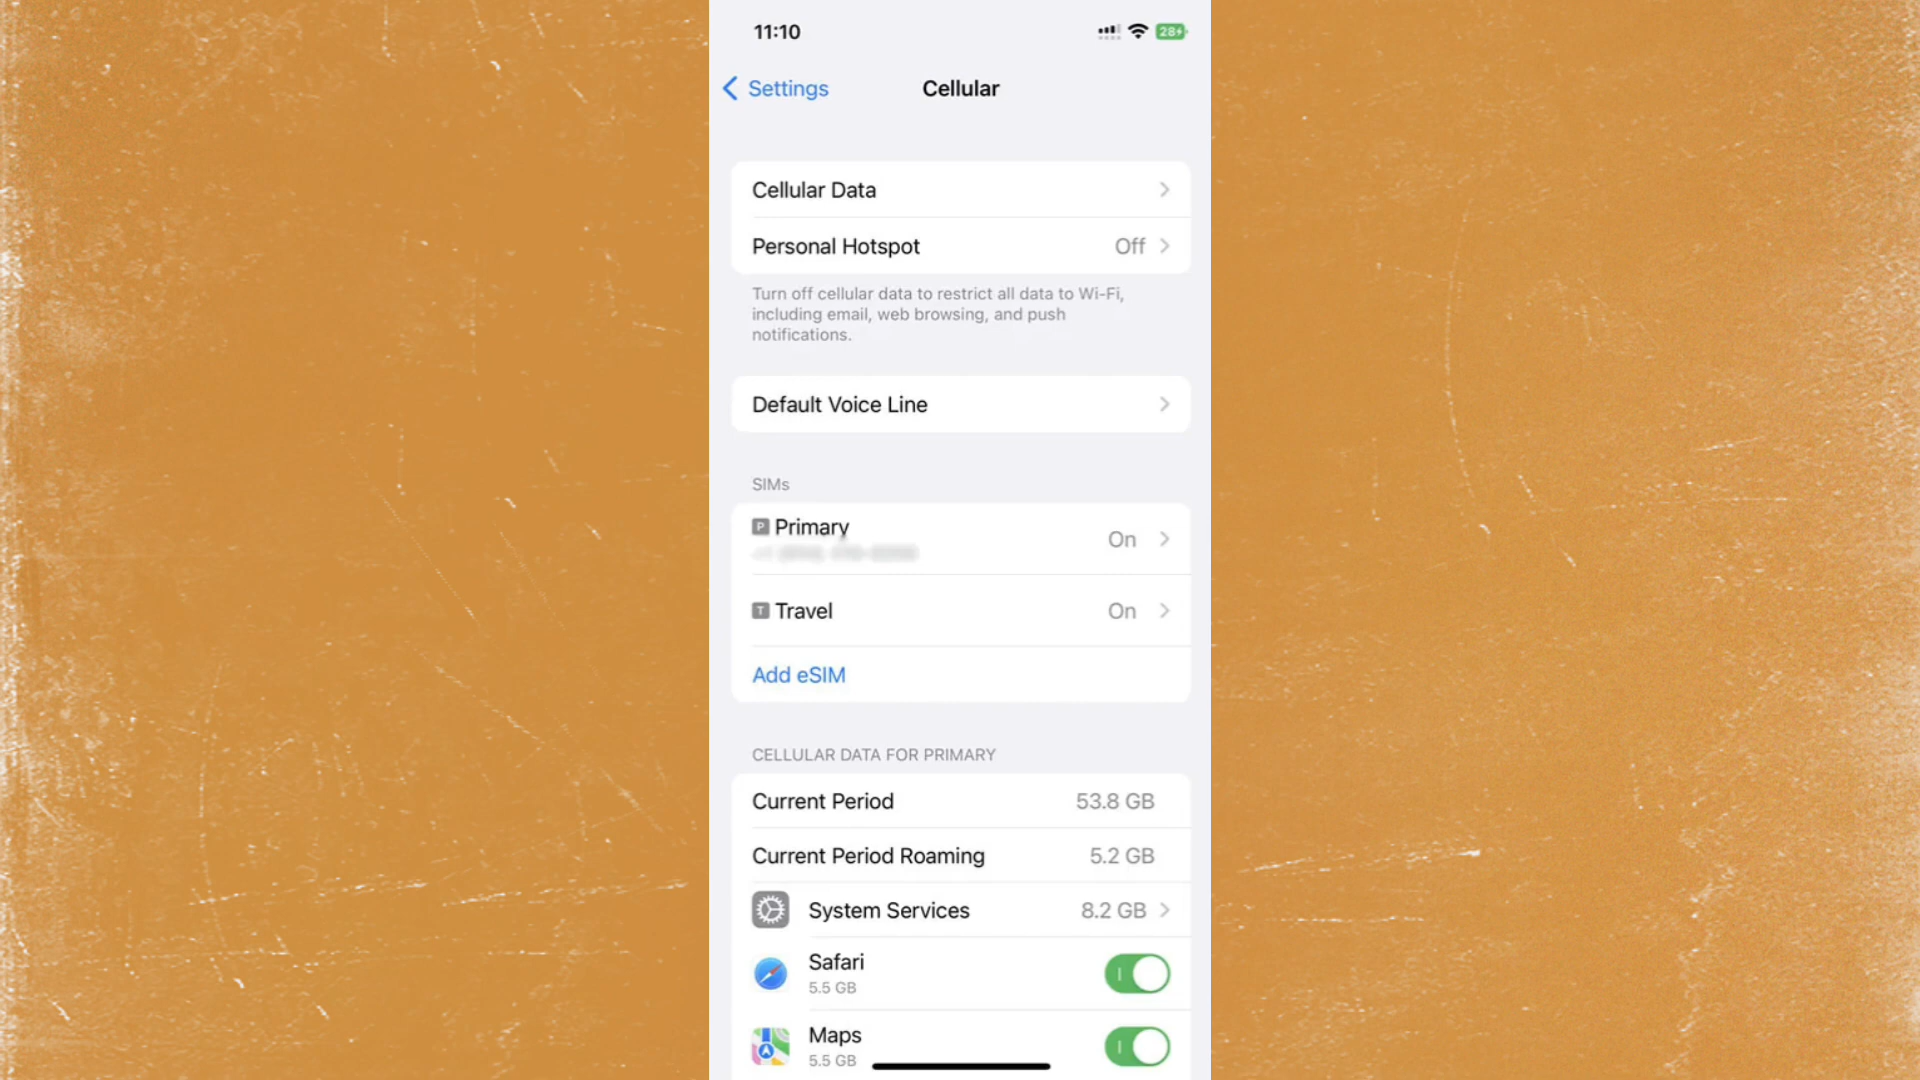 11:10
28
Settings
Cellular
Cellular Data
Personal Hotspot Off
Turn off cellular data to restrict all data to Wi-Fi,
including email, web browsing, and push
notifications.
Default Voice Line
SIMs
P Primary
On
T Travel On
Add eSIM
CELLULAR DATA FOR PRIMARY
Current Period 53.8 GB
Current Period Roaming 5.2 GB
System Services 8.2 GB
Safari
5.5 GB
Maps
5.5 GB